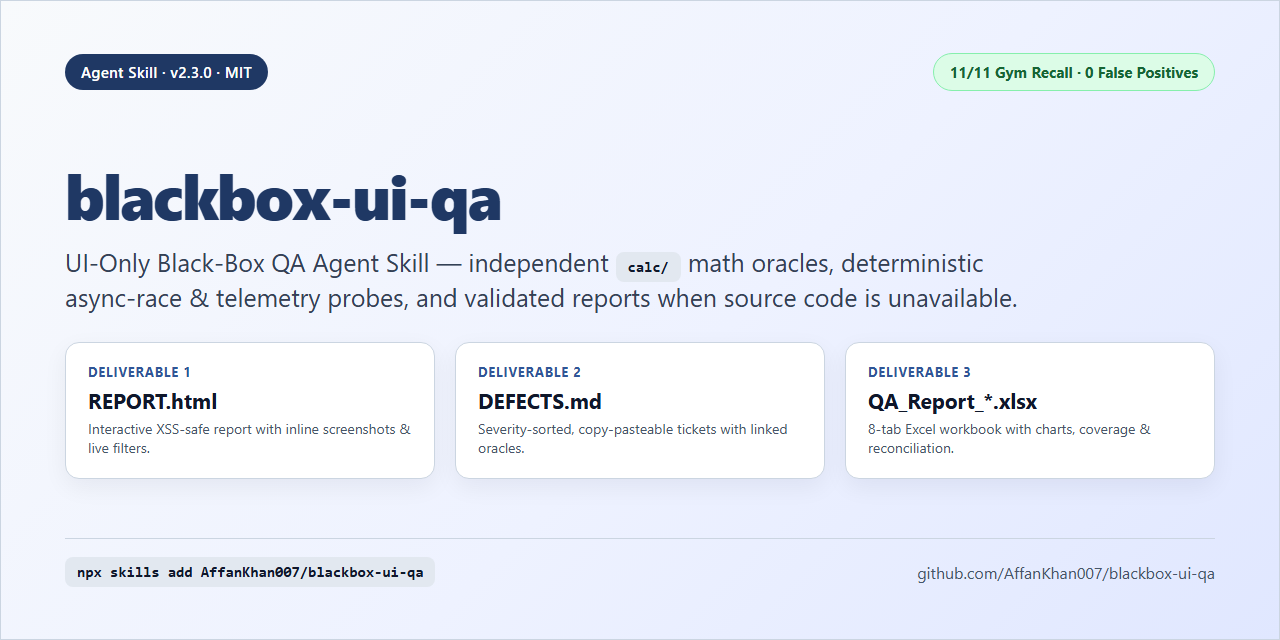 Agent Skill · v2.3.0 · MIT
11/11 Gym Recall · 0 False Positives
blackbox-ui-qa
UI-Only Black-Box QA Agent Skill — independent calc/ math oracles, deterministic
async-race & telemetry probes, and validated reports when source code is unavailable.
DELIVERABLE 1
REPORT.html
Interactive XSS-safe report with inline screenshots &
live filters.
DELIVERABLE 2
DEFECTS.md
Severity-sorted, copy-pasteable tickets with linked
oracles.
DELIVERABLE 3
QA_Report_*.xlsx
8-tab Excel workbook with charts, coverage &
reconciliation.
npx skills add AffanKhan007/blackbox-ui-qa
github.com/AffanKhan007/blackbox-ui-qa